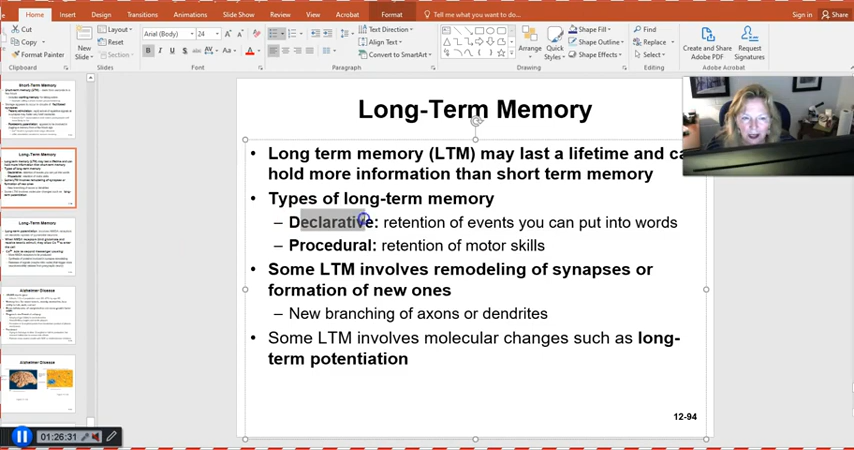 Home Insert Design Transitions Animations Slide Show Review View Acrobat Format Tell me what you want to do... Sign in Share
Cut
Copy
Format Painter
Clipboard
New Slide
Layout
Reset
Section
Slides
Arial (Body) 24
Font
Paragraph
Text Direction
Align Text
Convert to SmartArt
Drawing
Arrange
Quick Styles
Shape Fill
Shape Outline
Shape Effects
Find
Replace
Select
Editing
Create and Share Adobe PDF
Request Signatures
Adobe Acrobat
Short-Term Memory
Long-Term Memory
Long-Term Memory
Alzheimer Disease
Alzheimer Disease
Long-Term Memory
• Long term memory (LTM) may last a lifetime and ca
hold more information than short term memory
• Types of long-term memory
– Declarative: retention of events you can put into words
– Procedural: retention of motor skills
• Some LTM involves remodeling of synapses or
formation of new ones
– New branching of axons or dendrites
• Some LTM involves molecular changes such as long-
term potentiation
12-94
01:26:31